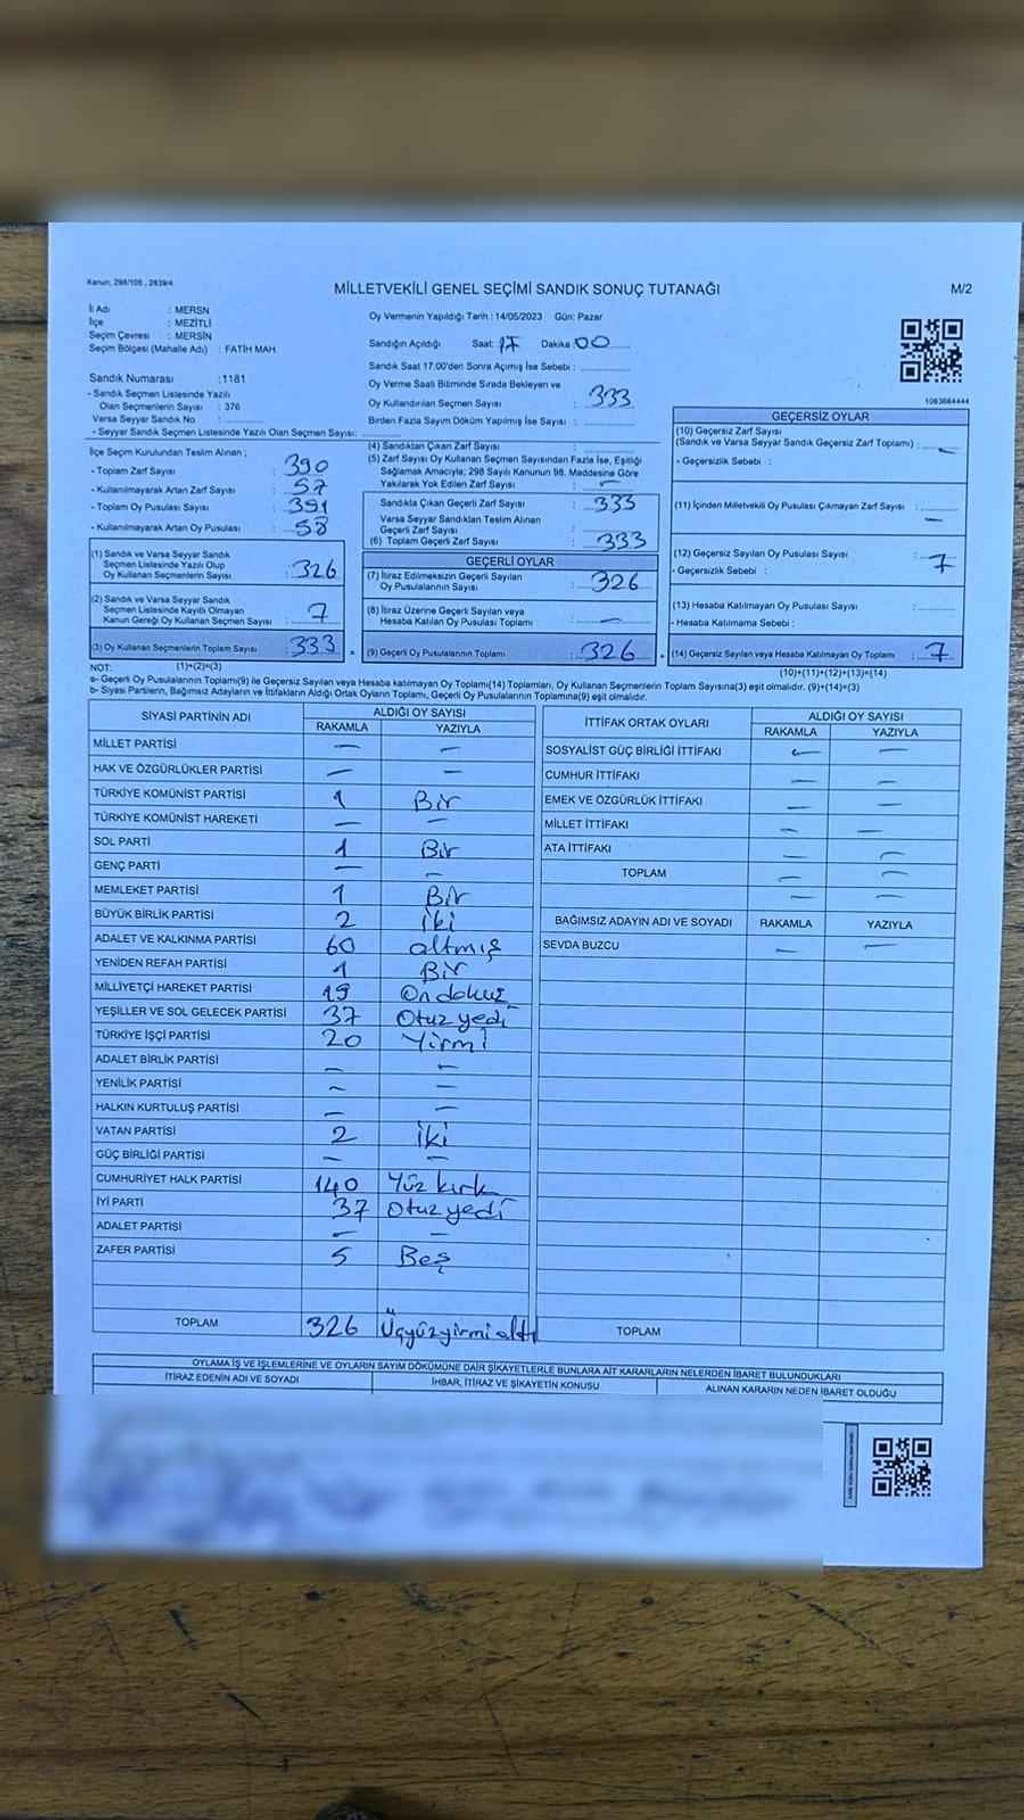 Kanun, 298/105 , 2839/4
MİLLETVEKİLİ GENEL SEÇİMİ SANDIK SONUÇ TUTANAĞI
M/2
İl Adı : MERSN
İlçe : MEZİTLİ
Seçim Çevresi : MERSİN
Seçim Bölgesi (Mahalle Adı) : FATİH MAH.
Sandık Numarası :1181
- Sandık Seçmen Listesinde Yazılı
Olan Seçmenlerin Sayısı : 376
Varsa Seyyar Sandık No :
- Seyyar Sandık Seçmen Listesinde Yazılı Olan Seçmen Sayısı:
Oy Vermenin Yapıldığı Tarih : 14/05/2023 Gün: Pazar
Sandığın Açıldığı Saat: 17 Dakika 00
Sandık Saat 17.00'den Sonra Açımış İse Sebebi :
Oy Verme Saati Bitiminde Sırada Bekleyen ve
Oy Kullandırılan Seçmen Sayısı : 333
Birden Fazla Sayım Döküm Yapılmış İse Sayısı :
1093664444
İlçe Seçim Kurulundan Teslim Alınan ;
- Toplam Zarf Sayısı : 390
- Kullanılmayarak Artan Zarf Sayısı : 57
- Toplam Oy Pusulası Sayısı : 391
- Kullanılmayarak Artan Oy Pusulası : 58
(1) Sandık ve Varsa Seyyar Sandık
Seçmen Listesinde Yazılı Olup
Oy Kullanan Seçmenlerin Sayısı : 326
(2) Sandık ve Varsa Seyyar Sandık
Seçmen Listesinde Kayıtlı Olmayan
Kanun Gereği Oy Kullanan Seçmen Sayısı : 7
(3) Oy Kullanan Seçmenlerin Toplam Sayısı : 333
(1)+(2)=(3)
(4) Sandıktan Çıkan Zarf Sayısı :
(5) Zarf Sayısı Oy Kullanan Seçmen Sayısından Fazla İse, Eşitliği
Sağlamak Amacıyla; 298 Sayılı Kanunun 98. Maddesine Göre
Yakılarak Yok Edilen Zarf Sayısı : —
Sandıkta Çıkan Geçerli Zarf Sayısı : 333
Varsa Seyyar Sandıktan Teslim Alınan
Geçerli Zarf Sayısı :
(6) Toplam Geçerli Zarf Sayısı : 333
GEÇERLİ OYLAR
(7) İtiraz Edilmeksizin Geçerli Sayılan
Oy Pusulalarının Sayısı : 326
(8) İtiraz Üzerine Geçerli Sayılan veya
Hesaba Katılan Oy Pusulası Toplamı : —
(9) Geçerli Oy Pusulalarının Toplamı : 326
GEÇERSİZ OYLAR
(10) Geçersiz Zarf Sayısı
(Sandık ve Varsa Seyyar Sandık Geçersiz Zarf Toplamı) : —
- Geçersizlik Sebebi :
(11) İçinden Milletvekili Oy Pusulası Çıkmayan Zarf Sayısı : —
(12) Geçersiz Sayılan Oy Pusulası Sayısı : 7
- Geçersizlik Sebebi :
(13) Hesaba Katılmayan Oy Pusulası Sayısı :
- Hesaba Katılmama Sebebi :
(14) Geçersiz Sayılan veya Hesaba Katılmayan Oy Toplamı : 7
(10)+(11)+(12)+(13)=(14)
NOT:
a- Geçerli Oy Pusulalarının Toplamı(9) ile Geçersiz Sayılan veya Hesaba katılmayan Oy Toplamı(14) Toplamları, Oy Kullanan Seçmenlerin Toplam Sayısına(3) eşit olmalıdır. (9)+(14)=(3)
b- Siyasi Partilerin, Bağımsız Adayların ve İttifakların Aldığı Ortak Oyların Toplamı, Geçerli Oy Pusulalarının Toplamına(9) eşit olmalıdır.
SİYASİ PARTİNİN ADI ALDIĞI OY SAYISI
RAKAMLA YAZIYLA
MİLLET PARTİSİ — —
HAK VE ÖZGÜRLÜKLER PARTİSİ — —
TÜRKİYE KOMÜNİST PARTİSİ 1 Bir
TÜRKİYE KOMÜNİST HAREKETİ — —
SOL PARTİ 1 Bir
GENÇ PARTİ — —
MEMLEKET PARTİSİ 1 Bir
BÜYÜK BİRLİK PARTİSİ 2 iki
ADALET VE KALKINMA PARTİSİ 60 altmış
YENİDEN REFAH PARTİSİ 1 Bir
MİLLİYETÇİ HAREKET PARTİSİ 19 Ondokuz
YEŞİLLER VE SOL GELECEK PARTİSİ 37 Otuz yedi
TÜRKİYE İŞÇİ PARTİSİ 20 Yirmi
ADALET BİRLİK PARTİSİ — —
YENİLİK PARTİSİ — —
HALKIN KURTULUŞ PARTİSİ — —
VATAN PARTİSİ 2 iki
GÜÇ BİRLİĞİ PARTİSİ — —
CUMHURİYET HALK PARTİSİ 140 Yüz kırk
İYİ PARTİ 37 Otuz yedi
ADALET PARTİSİ — —
ZAFER PARTİSİ 5 Beş
TOPLAM 326 Üçyüzyirmialtı
İTTİFAK ORTAK OYLARI ALDIĞI OY SAYISI
RAKAMLA YAZIYLA
SOSYALİST GÜÇ BİRLİĞİ İTTİFAKI — —
CUMHUR İTTİFAKI — —
EMEK VE ÖZGÜRLÜK İTTİFAKI — —
MİLLET İTTİFAKI — —
ATA İTTİFAKI — —
TOPLAM — —
— —
BAĞIMSIZ ADAYIN ADI VE SOYADI RAKAMLA YAZIYLA
SEVDA BUZCU — —
TOPLAM
OYLAMA İŞ VE İŞLEMLERİNE VE OYLARIN SAYIM DÖKÜMÜNE DAİR ŞİKAYETLERLE BUNLARA AİT KARARLARIN NELERDEN İBARET BULUNDUKLARI
İTİRAZ EDENİN ADI VE SOYADI İHBAR, İTİRAZ VE ŞİKAYETİN KONUSU ALINAN KARARIN NEDEN İBARET OLDUĞU